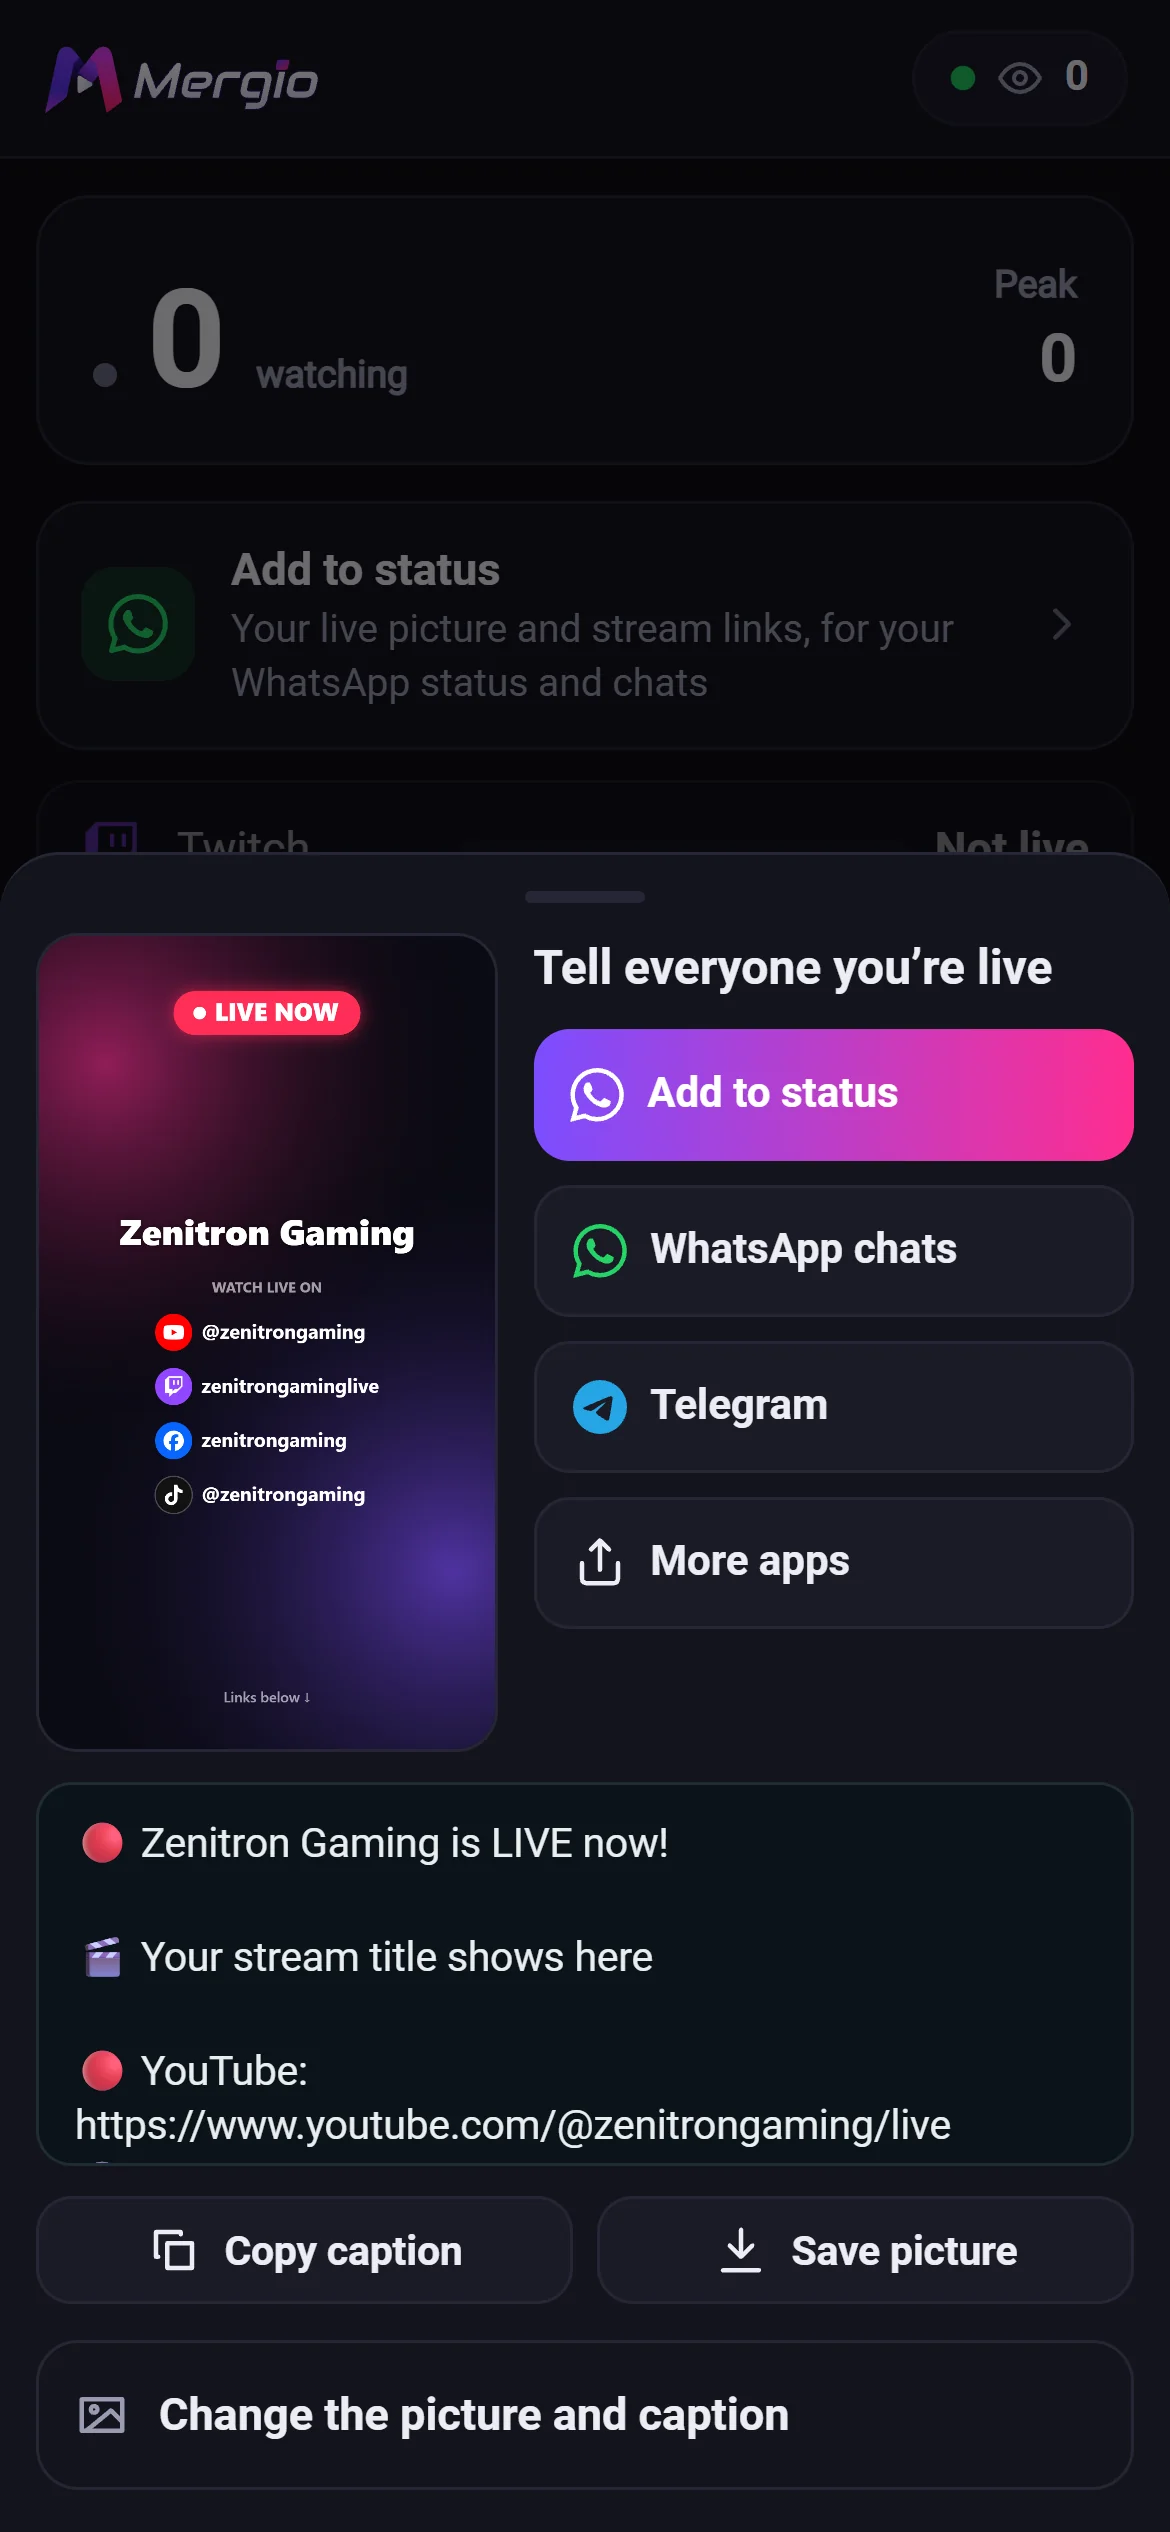 Mergio
0
0
watching
Peak
0
Add to status
Your live picture and stream links, for your
WhatsApp status and chats
Twitch
Not live
LIVE NOW
Zenitron Gaming
WATCH LIVE ON
@zenitrongaming
zenitrongaminglive
zenitrongaming
@zenitrongaming
Links below ↓
Tell everyone you’re live
Add to status
WhatsApp chats
Telegram
More apps
🔴 Zenitron Gaming is LIVE now!
🎬 Your stream title shows here
🔴 YouTube:
https://www.youtube.com/@zenitrongaming/live
Copy caption
Save picture
Change the picture and caption